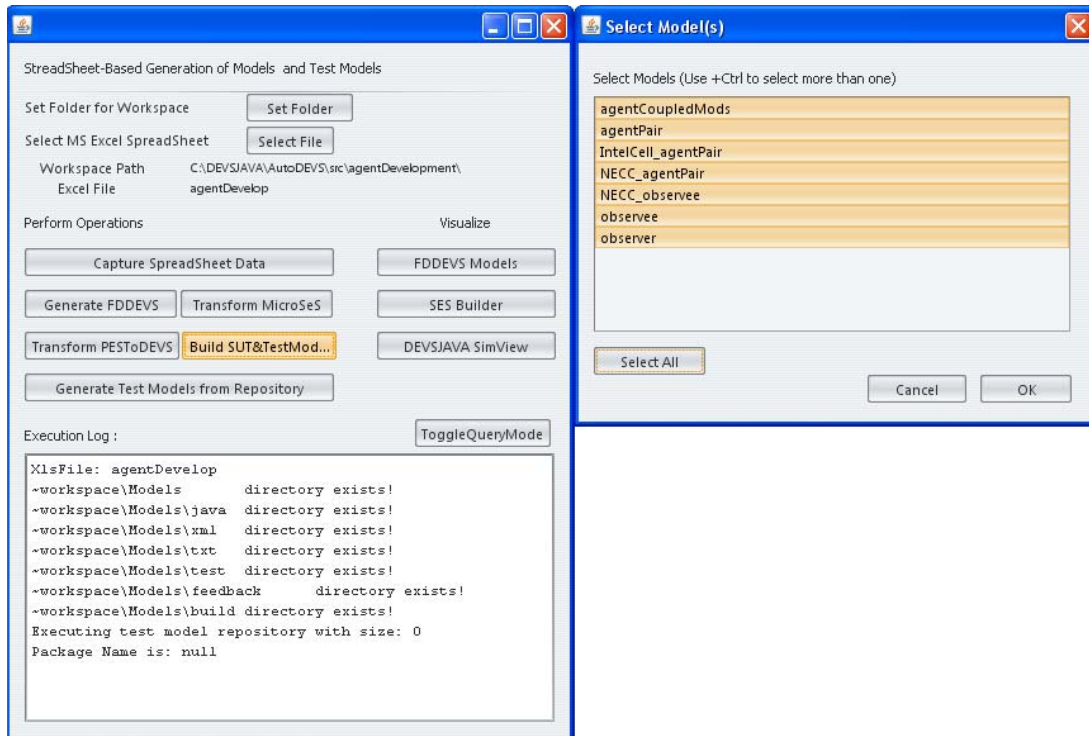 StreadSheet-Based Generation of Models and Test Models
Set Folder for Workspace Set Folder
Select MS Excel SpreadSheet Select File
Workspace Path C:\DEVSJAVA\AutoDEVS\src\agentDevelopment\
Excel File agentDevelop
Perform Operations Visualize
Capture SpreadSheet Data FDDEVS Models
Generate FDDEVS Transform MicroSeS SES Builder
Transform PESToDEVS Build SUT&TestMod... DEVSJAVA SimView
Generate Test Models from Repository
Execution Log : ToggleQueryMode
XlsFile: agentDevelop
~workspace\Models directory exists!
~workspace\Models\java directory exists!
~workspace\Models\xml directory exists!
~workspace\Models\txt directory exists!
~workspace\Models\test directory exists!
~workspace\Models\feedback directory exists!
~workspace\Models\build directory exists!
Executing test model repository with size: 0
Package Name is: null
Select Model(s)
Select Models (Use +Ctrl to select more than one)
agentCoupledMods
agentPair
IntelCell_agentPair
NECC_agentPair
NECC_observee
observee
observer
Select All
Cancel OK